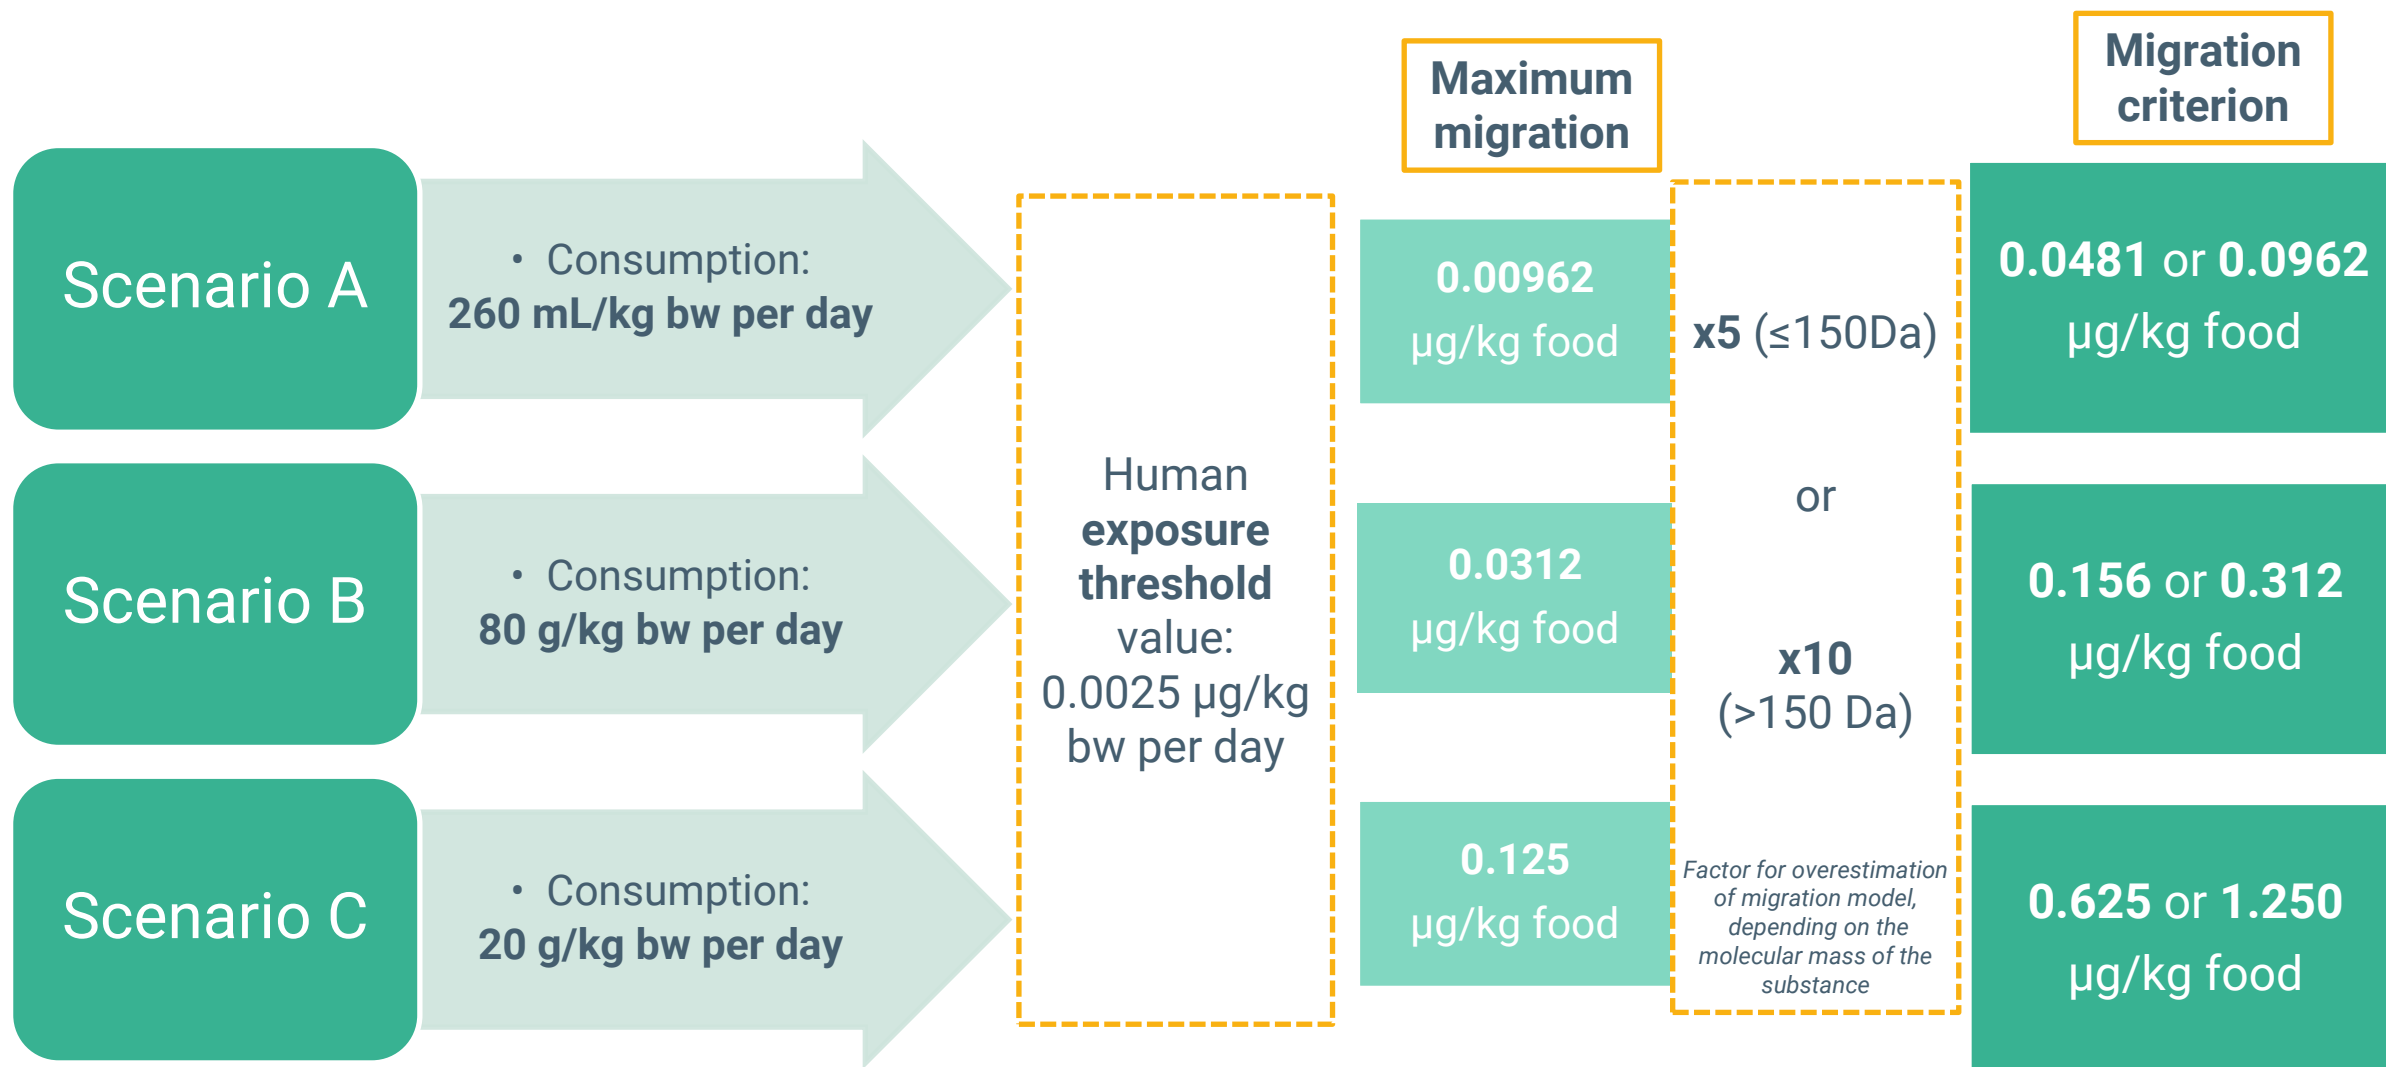 Maximum
migration
Migration
criterion
Scenario A
• Consumption:
260 mL/kg bw per day
0.00962
µg/kg food
x5 (≤150Da)
0.0481 or 0.0962
µg/kg food
Scenario B
• Consumption:
80 g/kg bw per day
Human
exposure
threshold
value:
0.0025 µg/kg
bw per day
0.0312
µg/kg food
or
x10
(>150 Da)
0.156 or 0.312
µg/kg food
Scenario C
• Consumption:
20 g/kg bw per day
0.125
µg/kg food
Factor for overestimation
of migration model,
depending on the
molecular mass of the
substance
0.625 or 1.250
µg/kg food